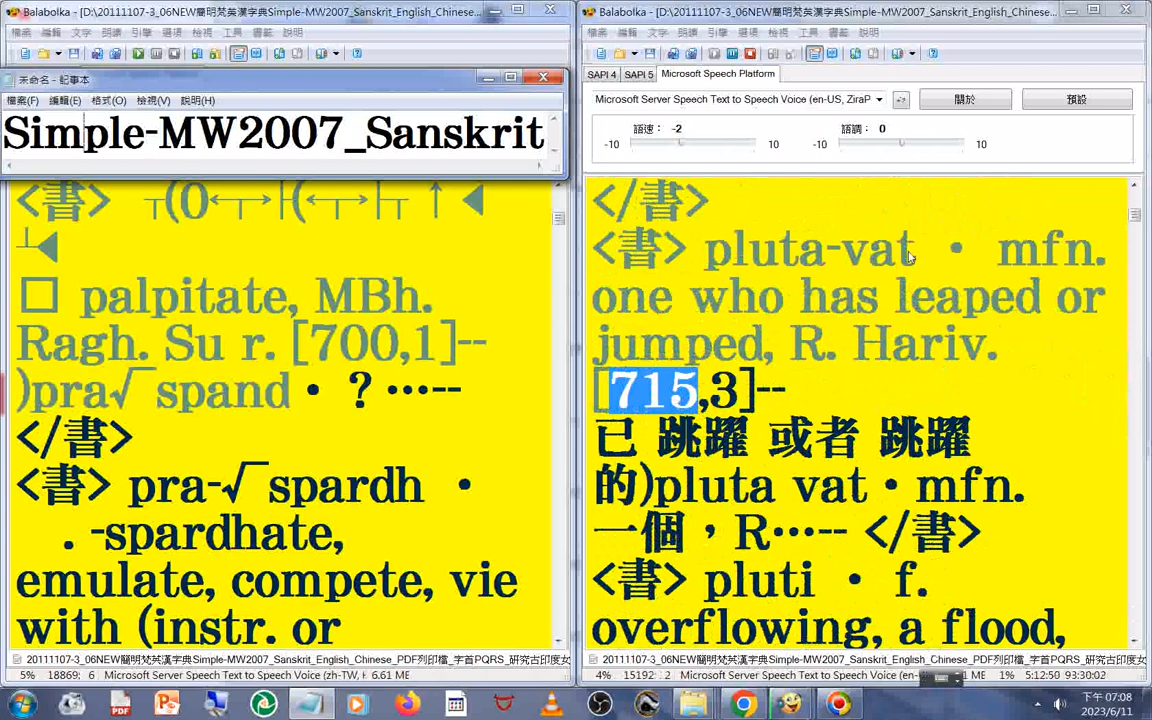 Balabolka - [D:\20111107-3_06NEW簡明梵英漢字典Simple-MW2007_Sanskrit_English_Chinese...
檔案 編輯 文字 朗讀 引擎 選項 檢視 工具 書籤 說明
未命名 - 記事本
檔案(F) 編輯(E) 格式(O) 檢視(V) 說明(H)
Simple-MW2007_Sanskrit
<書>
□ palpitate, MBh.
Ragh. Su r. [700,1]--
)pra√ spand • ? …--
</書>
<書> pra-√ spardh •
. -spardhate,
emulate, compete, vie
with (instr. or
20111107-3_06NEW簡明梵英漢字典Simple-MW2007_Sanskrit_English_Chinese_PDF列印檔_字首PQRS_研究古印度女
5% 18869: 6 Microsoft Server Speech Text to Speech Voice (zh-TW, 6.61 ME
Balabolka - [D:\20111107-3_06NEW簡明梵英漢字典Simple-MW2007_Sanskrit_English_Chinese...
檔案 編輯 文字 朗讀 引擎 選項 檢視 工具 書籤 說明
SAPI 4 SAPI 5 Microsoft Speech Platform
Microsoft Server Speech Text to Speech Voice (en-US, ZiraP 關於 預設
語速： -2 語調： 0
-10 10 -10 10
</書>
<書> pluta-vat • mfn.
one who has leaped or
jumped, R. Hariv.
[715,3]--
已 跳躍 或者 跳躍
的)pluta vat • mfn.
一個，R…-- </書>
<書> pluti • f.
overflowing, a flood,
20111107-3_06NEW簡明梵英漢字典Simple-MW2007_Sanskrit_English_Chinese_PDF列印檔_字首PQRS_研究古印度女
4% 15192: 2 Microsoft Server Speech Text to Speech Voice 1% 5:12:50 93:30:02
下午 07:08
2023/6/11